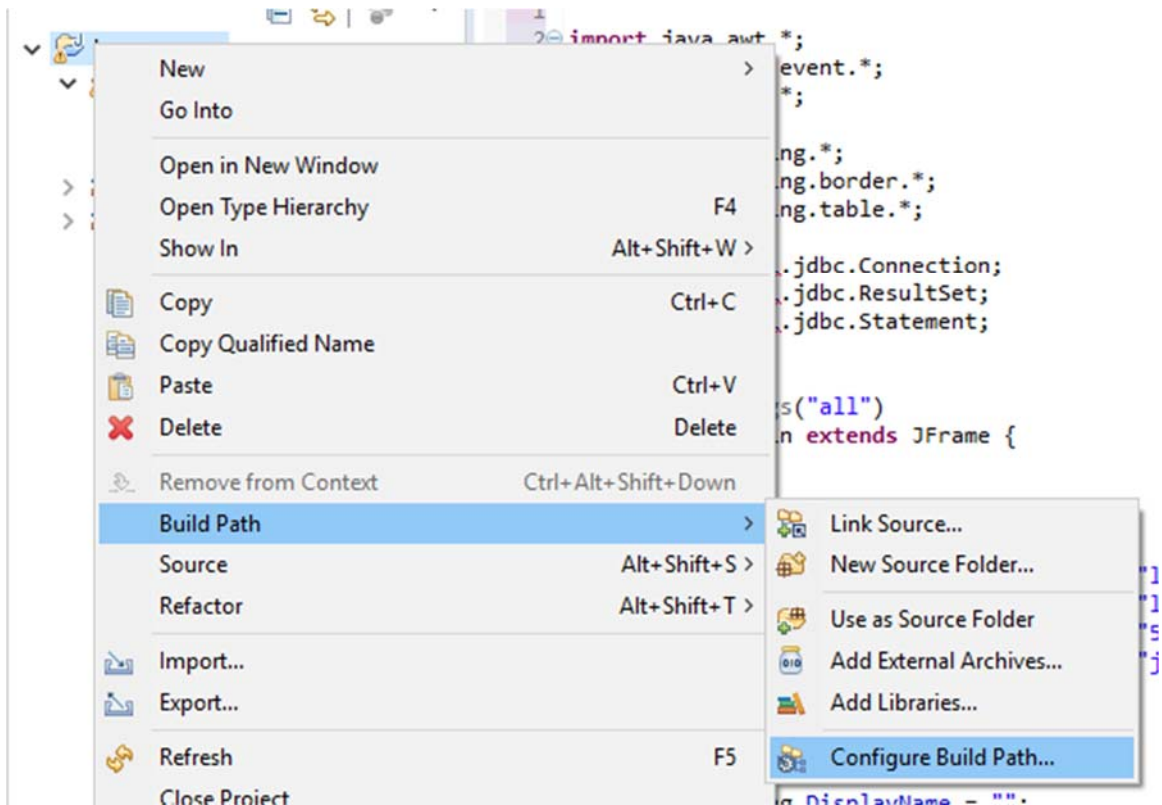 1
2 import java.awt.*;
event.*;
*;
ng.*;
ng.border.*;
ng.table.*;
.jdbc.Connection;
.jdbc.ResultSet;
.jdbc.Statement;
s("all")
n extends JFrame {
New
Go Into
Open in New Window
Open Type Hierarchy F4
Show In Alt+Shift+W
Copy Ctrl+C
Copy Qualified Name
Paste Ctrl+V
Delete Delete
Remove from Context Ctrl+Alt+Shift+Down
Build Path
Source Alt+Shift+S
Refactor Alt+Shift+T
Import...
Export...
Refresh F5
Close Project
Link Source...
New Source Folder...
Use as Source Folder
Add External Archives...
Add Libraries...
Configure Build Path...
"1
"1
"5
"j
g DisplayName = "";